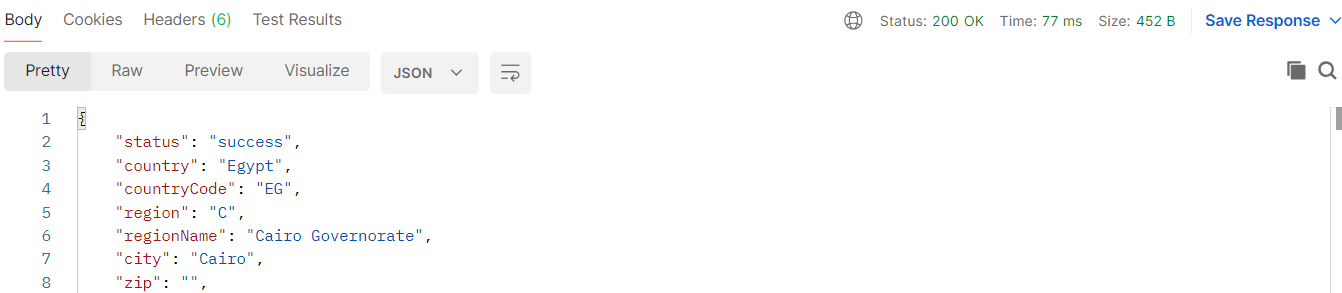 Body Cookies Headers (6) Test Results Status: 200 OK Time: 77 ms Size: 452 B Save Response
Pretty Raw Preview Visualize JSON
1 {
2 "status": "success",
3 "country": "Egypt",
4 "countryCode": "EG",
5 "region": "C",
6 "regionName": "Cairo Governorate",
7 "city": "Cairo",
8 "zip": "",